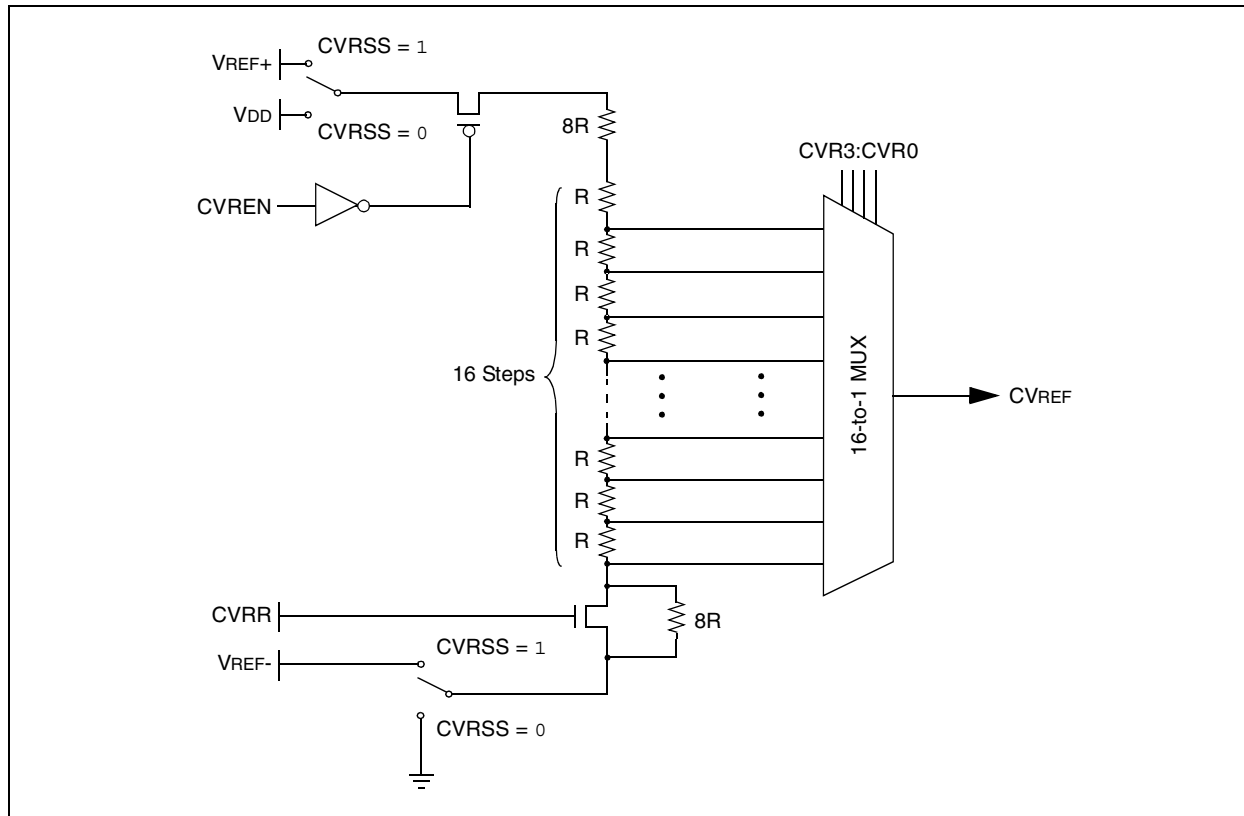 CVRSS = 1
VREF+
VDD
CVRSS = 0
8R
CVR3:CVR0
CVREN
R
R
R
R
16 Steps
16-to-1 MUX
CVREF
R
R
R
CVRR
8R
CVRSS = 1
VREF-
CVRSS = 0